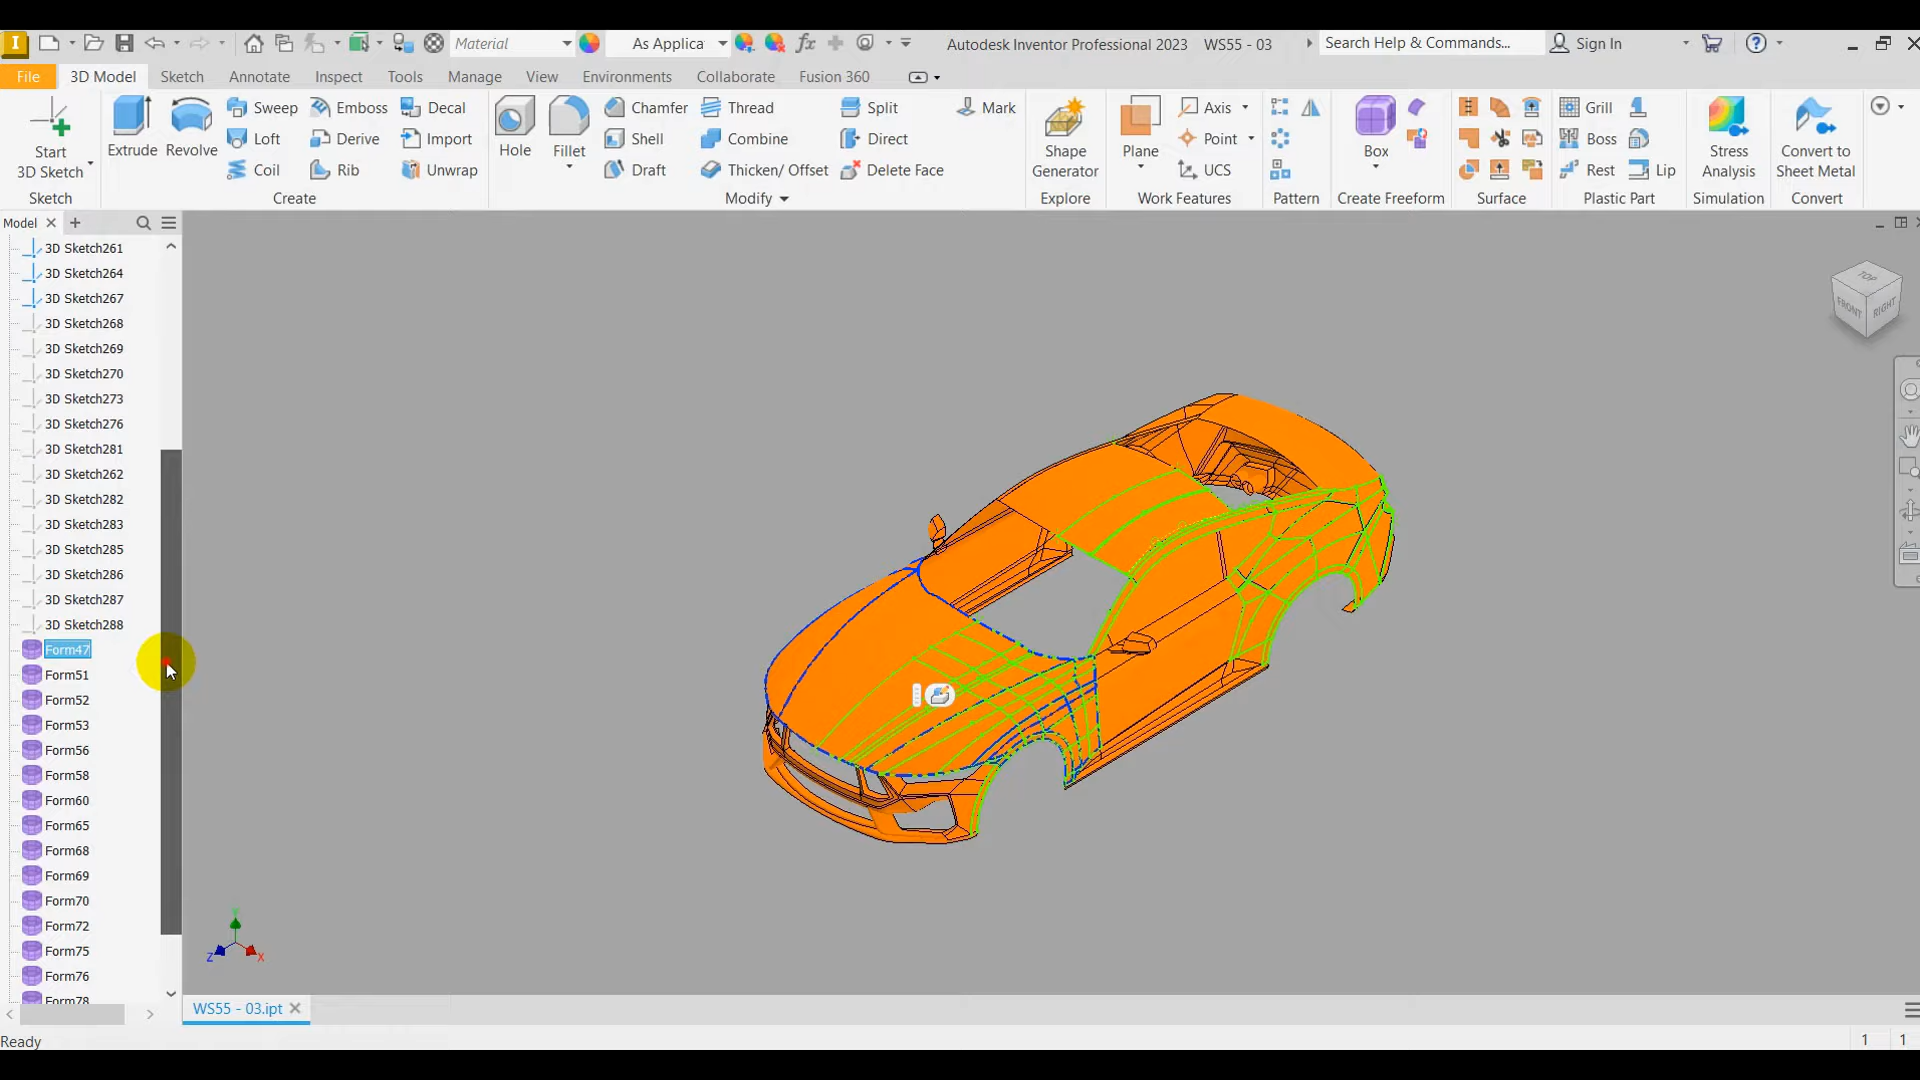 Material
As Applica
Autodesk Inventor Professional 2023 WS55 - 03
Search Help & Commands...
Sign In
File
3D Model
Sketch
Annotate
Inspect
Tools
Manage
View
Environments
Collaborate
Fusion 360
Start
3D Sketch
Sketch
Extrude
Revolve
Sweep
Loft
Coil
Emboss
Derive
Rib
Decal
Import
Unwrap
Create
Hole
Fillet
Chamfer
Shell
Draft
Thread
Combine
Thicken/ Offset
Split
Direct
Delete Face
Modify
Mark
Shape
Generator
Explore
Plane
Axis
Point
UCS
Work Features
Pattern
Box
Create Freeform
Surface
Grill
Boss
Rest
Lip
Plastic Part
Stress
Analysis
Simulation
Convert to
Sheet Metal
Convert
Model
3D Sketch261
3D Sketch264
3D Sketch267
3D Sketch268
3D Sketch269
3D Sketch270
3D Sketch273
3D Sketch276
3D Sketch281
3D Sketch262
3D Sketch282
3D Sketch283
3D Sketch285
3D Sketch286
3D Sketch287
3D Sketch288
Form47
Form51
Form52
Form53
Form56
Form58
Form60
Form65
Form68
Form69
Form70
Form72
Form75
Form76
Form78
TOP
FRONT
RIGHT
Y
Z
X
WS55 - 03.ipt
Ready
1
1